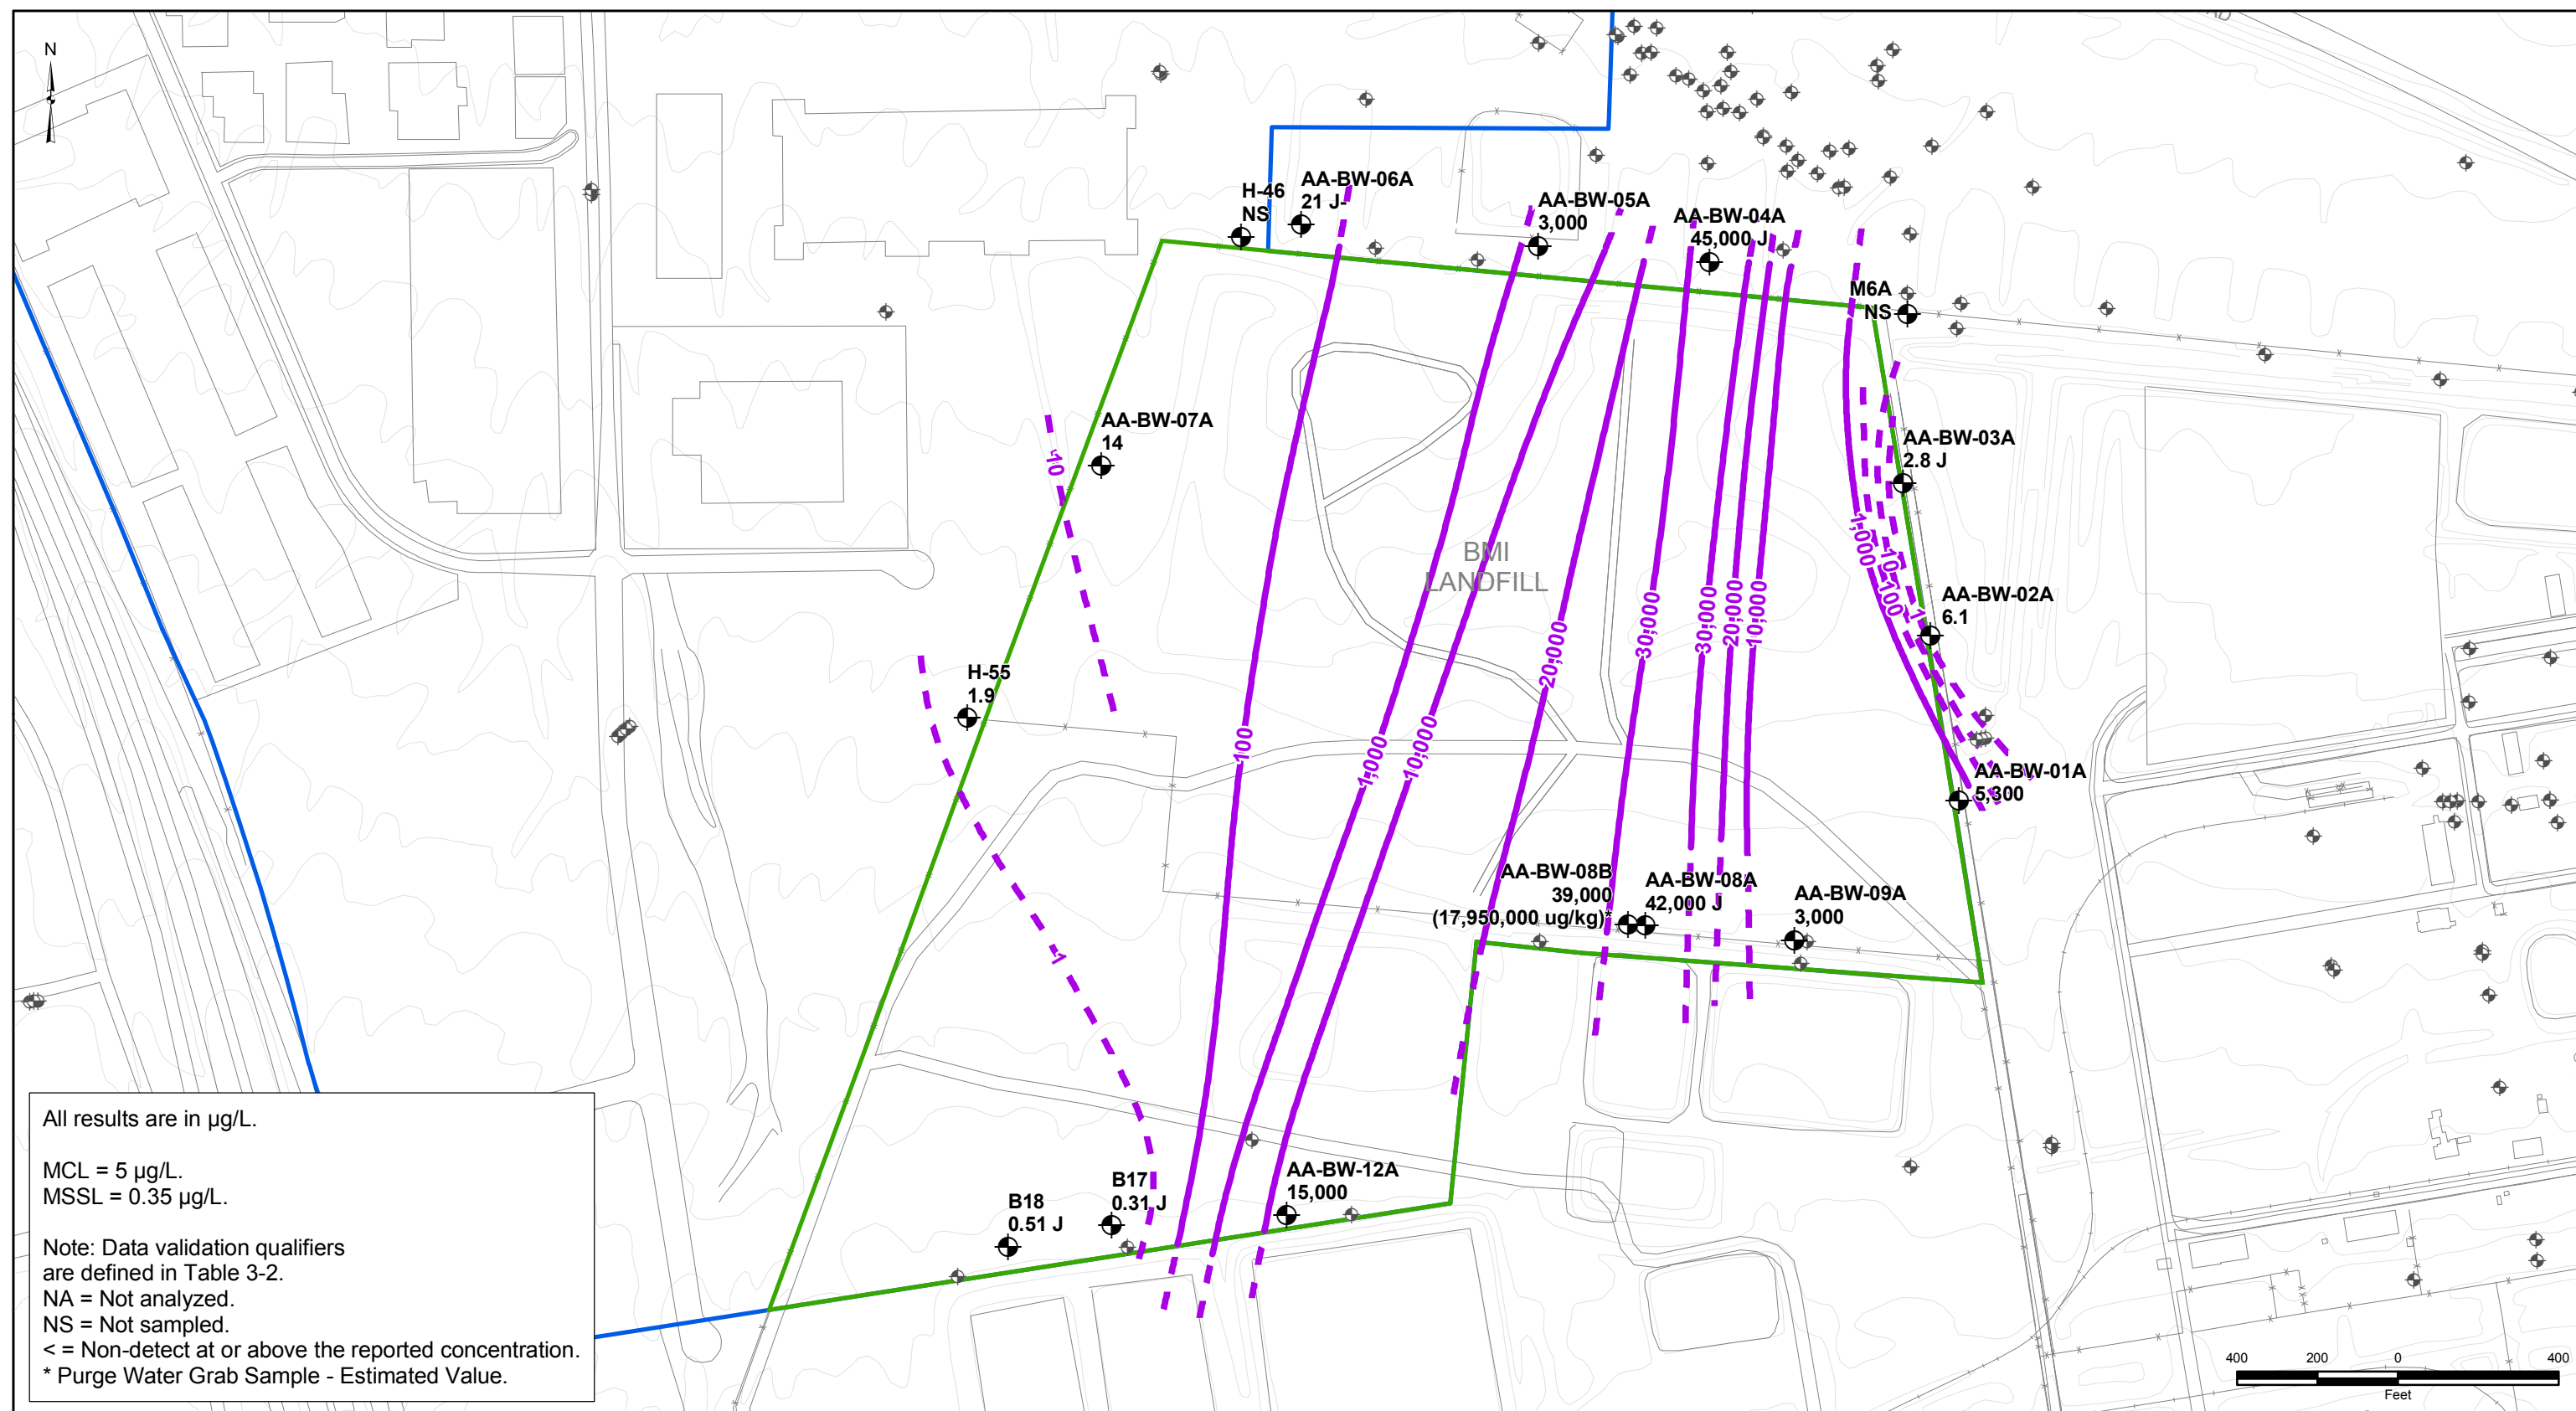 N
H-46
NS
AA-BW-06A
21 J-
AA-BW-05A
3,000
AA-BW-04A
45,000 J
M6A
NS
AA-BW-07A
14
10
AA-BW-03A
2.8 J
1,000
10
100
1
BMI
LANDFILL
AA-BW-02A
6.1
H-55
1.9
100
1,000
10,000
20,000
30,000
30,000
20,000
10,000
AA-BW-01A
5,300
AA-BW-08B
39,000
(17,950,000 ug/kg)*
AA-BW-08A
42,000 J
AA-BW-09A
3,000
1
B18
0.51 J
B17
0.31 J
AA-BW-12A
15,000
All results are in µg/L.
MCL = 5 µg/L.
MSSL = 0.35 µg/L.
Note: Data validation qualifiers
are defined in Table 3-2.
NA = Not analyzed.
NS = Not sampled.
< = Non-detect at or above the reported concentration.
* Purge Water Grab Sample - Estimated Value.
400 200 0 400
Feet